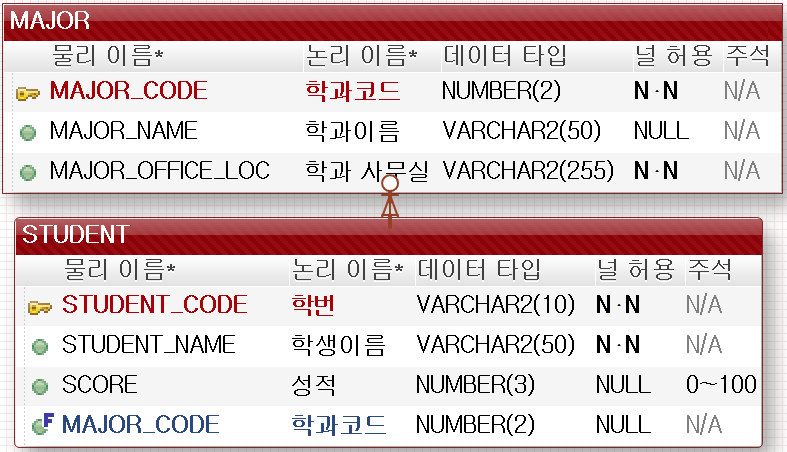 MAJOR
물리 이름* 논리 이름* 데이터 타입 널 허용 주석
MAJOR_CODE 학과코드 NUMBER(2) N·N N/A
MAJOR_NAME 학과이름 VARCHAR2(50) NULL N/A
MAJOR_OFFICE_LOC 학과 사무실 VARCHAR2(255) N·N N/A
STUDENT
물리 이름* 논리 이름* 데이터 타입 널 허용 주석
STUDENT_CODE 학번 VARCHAR2(10) N·N N/A
STUDENT_NAME 학생이름 VARCHAR2(50) N·N N/A
SCORE 성적 NUMBER(3) NULL 0~100
F MAJOR_CODE 학과코드 NUMBER(2) NULL N/A